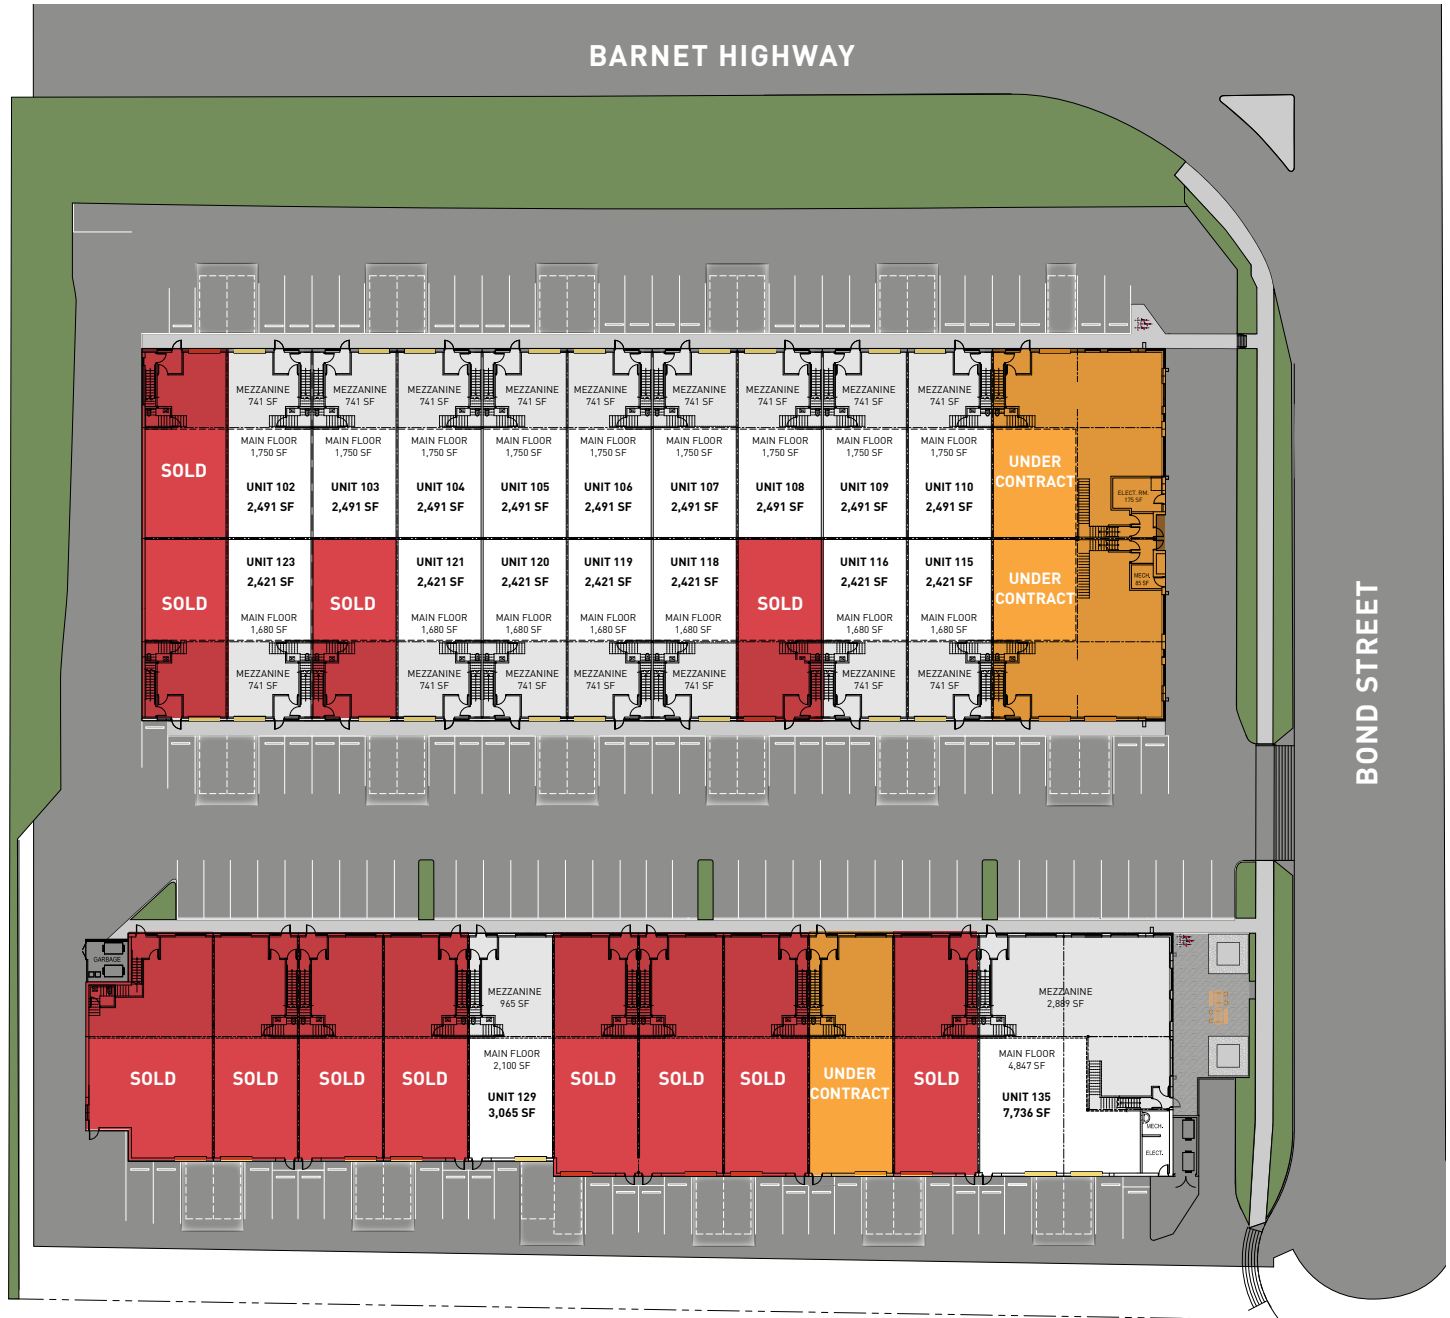 BARNET HIGHWAY
MEZZANINE
741 SF
MEZZANINE
741 SF
MEZZANINE
741 SF
MEZZANINE
741 SF
MEZZANINE
741 SF
MEZZANINE
741 SF
MEZZANINE
741 SF
MEZZANINE
741 SF
MEZZANINE
741 SF
SOLD
MAIN FLOOR
1,750 SF
UNIT 102
2,491 SF
MAIN FLOOR
1,750 SF
UNIT 103
2,491 SF
MAIN FLOOR
1,750 SF
UNIT 104
2,491 SF
MAIN FLOOR
1,750 SF
UNIT 105
2,491 SF
MAIN FLOOR
1,750 SF
UNIT 106
2,491 SF
MAIN FLOOR
1,750 SF
UNIT 107
2,491 SF
MAIN FLOOR
1,750 SF
UNIT 108
2,491 SF
MAIN FLOOR
1,750 SF
UNIT 109
2,491 SF
MAIN FLOOR
1,750 SF
UNIT 110
2,491 SF
UNDER
CONTRACT
ELECT. RM.
175 SF
SOLD
UNIT 123
2,421 SF
MAIN FLOOR
1,680 SF
SOLD
UNIT 121
2,421 SF
MAIN FLOOR
1,680 SF
UNIT 120
2,421 SF
MAIN FLOOR
1,680 SF
UNIT 119
2,421 SF
MAIN FLOOR
1,680 SF
UNIT 118
2,421 SF
MAIN FLOOR
1,680 SF
SOLD
UNIT 116
2,421 SF
MAIN FLOOR
1,680 SF
UNIT 115
2,421 SF
MAIN FLOOR
1,680 SF
UNDER
CONTRACT
MECH.
85 SF
MEZZANINE
741 SF
MEZZANINE
741 SF
MEZZANINE
741 SF
MEZZANINE
741 SF
MEZZANINE
741 SF
MEZZANINE
741 SF
MEZZANINE
741 SF
BOND STREET
GARBAGE
MEZZANINE
965 SF
MEZZANINE
2,889 SF
SOLD
SOLD
SOLD
SOLD
MAIN FLOOR
2,100 SF
UNIT 129
3,065 SF
SOLD
SOLD
SOLD
UNDER
CONTRACT
SOLD
MAIN FLOOR
4,847 SF
UNIT 135
7,736 SF
MECH.
ELECT.